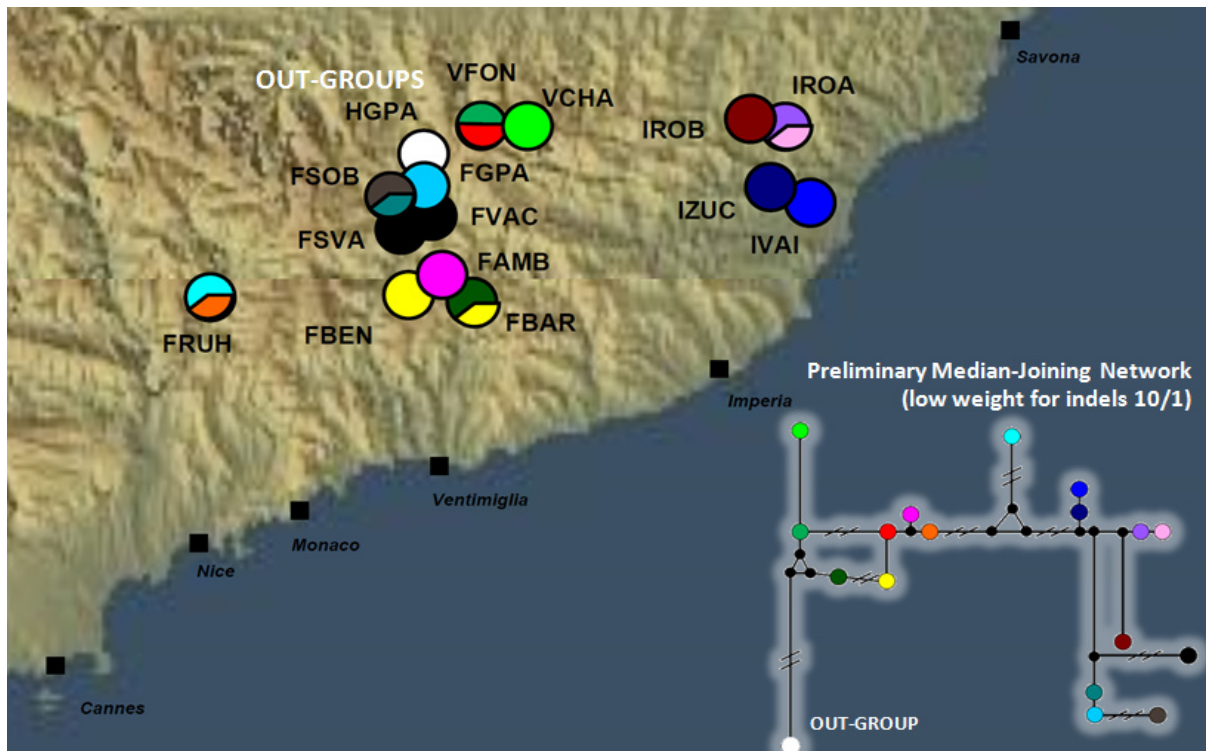 Savona
OUT-GROUPS
VFON
HGPA
VCHA
IROA
IROB
FSOB
FGPA
FSVA
FVAC
IZUC
IVAI
FAMB
FRUH
FBEN
FBAR
Imperia
Preliminary Median-Joining Network
(low weight for indels 10/1)
Ventimiglia
Monaco
Nice
Cannes
OUT-GROUP